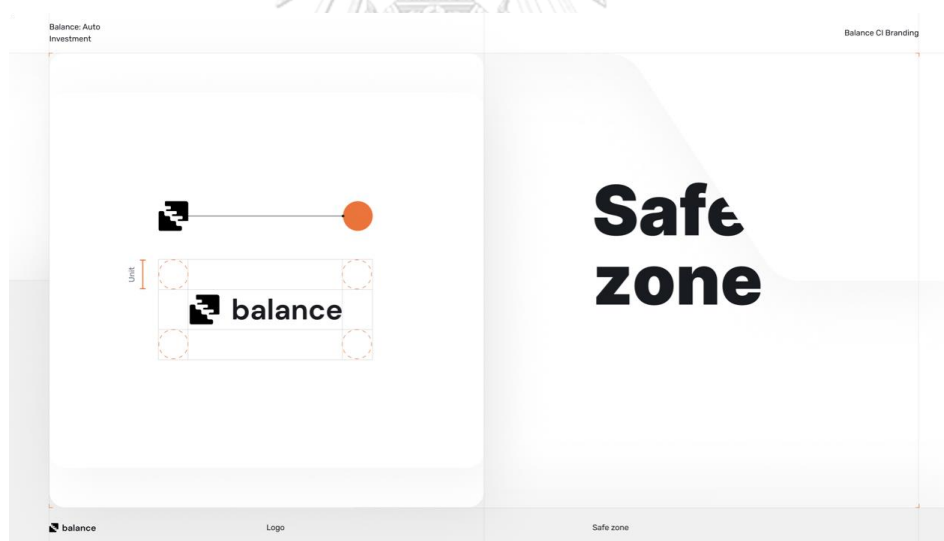 Balance: Auto
Investment
Balance CI Branding
Unit
balance
Safe
zone
balance
Logo
Safe zone